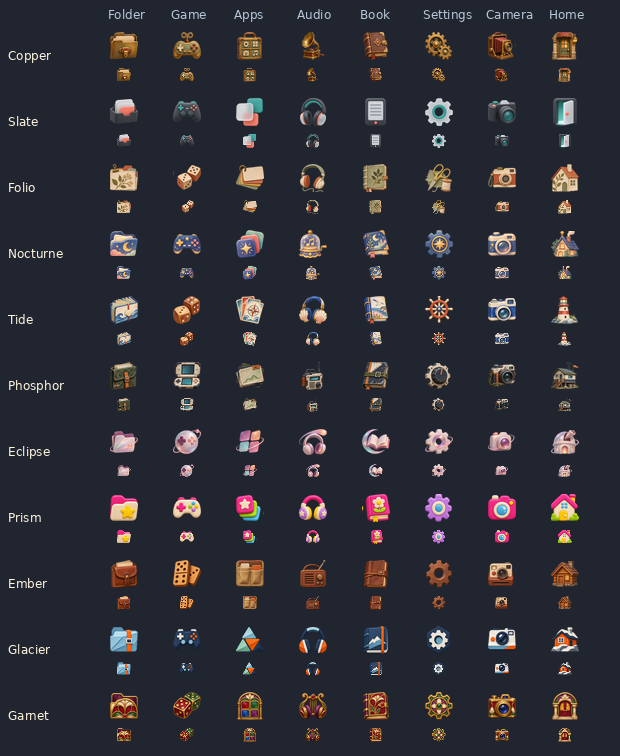 Folder Game Apps Audio Book Settings Camera Home
Copper
Slate
Folio
Nocturne
Tide
Phosphor
Eclipse
Prism
Ember
Glacier
Garnet